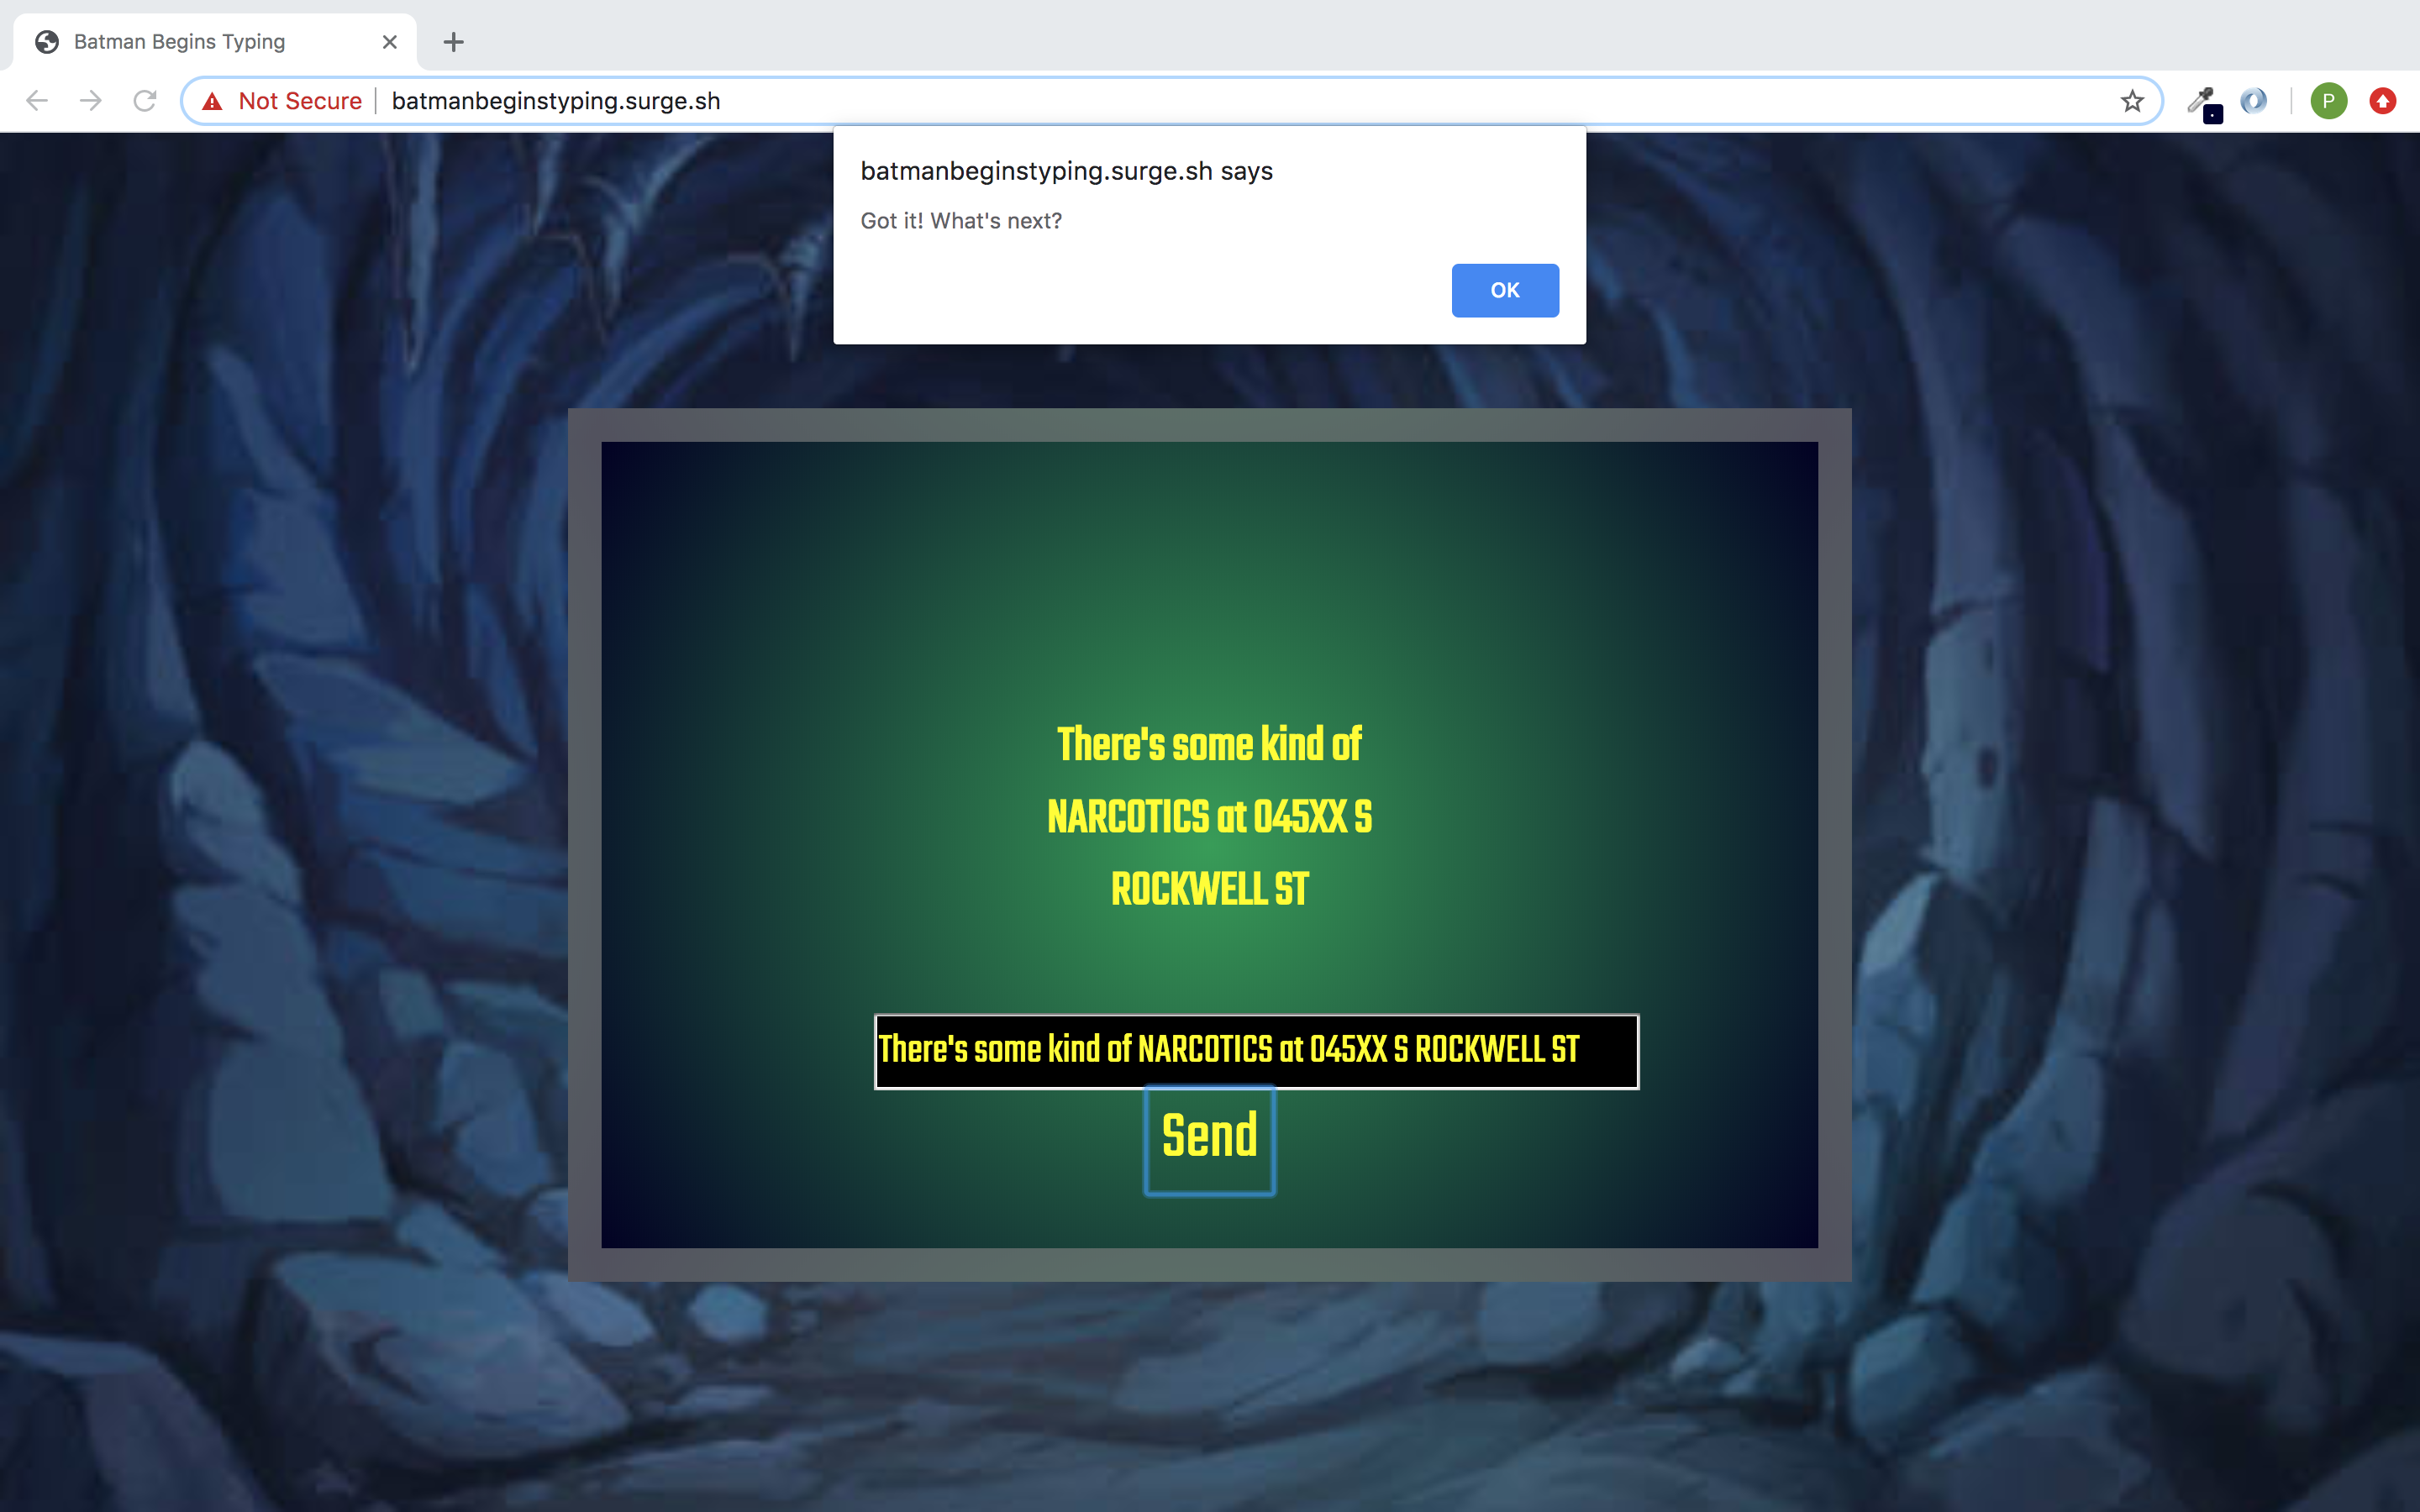 Batman Begins Typing
Not Secure
batmanbeginstyping.surge.sh
P
batmanbeginstyping.surge.sh says
Got it! What's next?
OK
There's some kind of
NARCOTICS at 045XX S
ROCKWELL ST
There's some kind of NARCOTICS at 045XX S ROCKWELL ST
Send